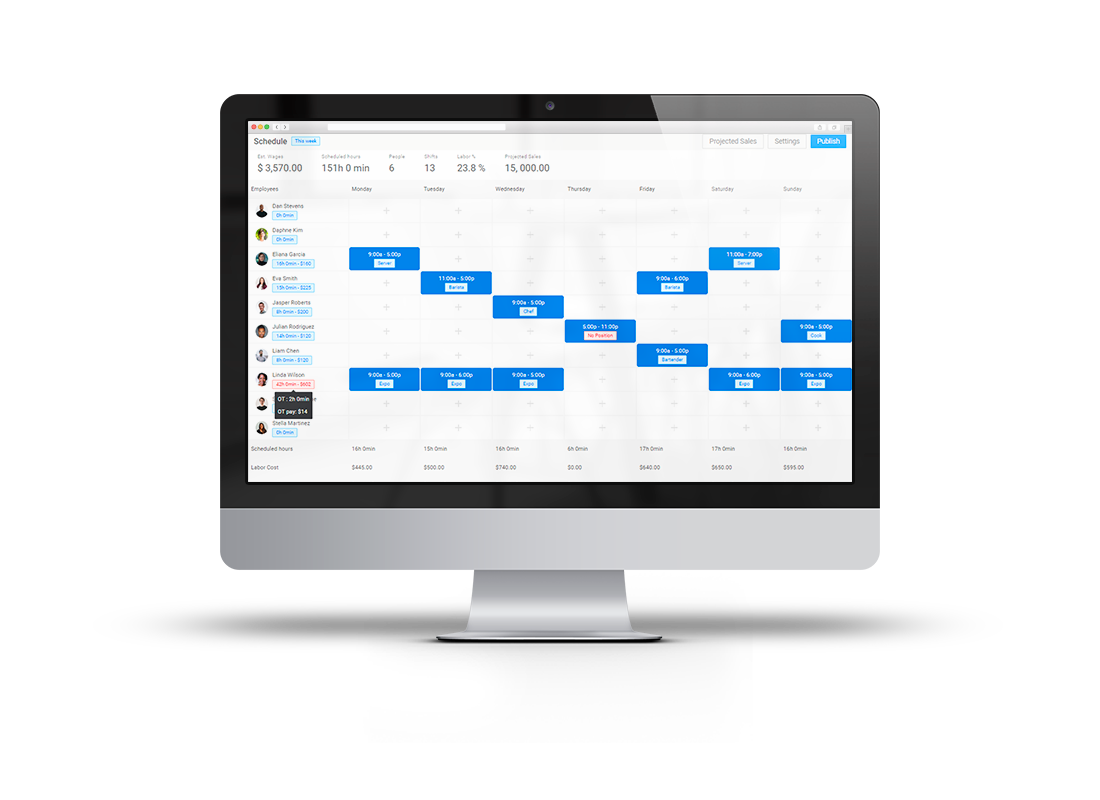 Schedule This week Projected Sales Settings Publish
Est. Wages Scheduled hours People Shifts Labor % Projected Sales
$ 3,570.00 151h 0 min 6 13 23.8 % 15, 000.00
Employees Monday Tuesday Wednesday Thursday Friday Saturday Sunday
Dan Stevens
0h 0min
Daphne Kim
0h 0min
Eliana Garcia
16h 0min - $160
9:00a - 5:00p
Server
11:00a - 7:00p
Server
Eva Smith
15h 0min - $225
11:00a - 5:00p
Barista
9:00a - 6:00p
Barista
Jasper Roberts
8h 0min - $200
9:00a - 5:00p
Chef
Julian Rodriguez
14h 0min - $120
5:00p - 11:00p
No Position
9:00a - 5:00p
Cook
Liam Chen
8h 0min - $120
9:00a - 5:00p
Bartender
Linda Wilson
42h 0min - $602
9:00a - 5:00p
Expo
9:00a - 6:00p
Expo
9:00a - 5:00p
Expo
9:00a - 6:00p
Expo
9:00a - 5:00p
Expo
OT : 2h 0min
OT pay: $14
Stella Martinez
0h 0min
Scheduled hours 16h 0min 15h 0min 16h 0min 6h 0min 17h 0min 17h 0min 16h 0min
Labor Cost $445.00 $500.00 $740.00 $0.00 $640.00 $650.00 $595.00